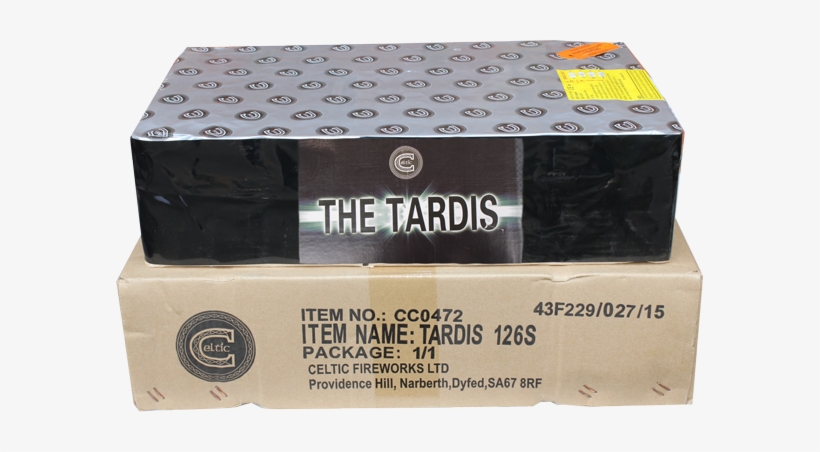 Celtic
THE TARDIS
Celtic
ITEM NO.: CC0472
43F229/027/15
ITEM NAME: TARDIS 126S
PACKAGE: 1/1
CELTIC FIREWORKS LTD
Providence Hill, Narberth,Dyfed,SA67 8RF